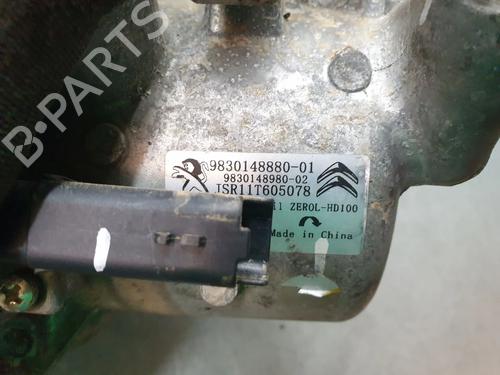 B-PARTS
9830148880-01
9830148980-02
JSR11T605078
ZEROL-HD100
Made in China